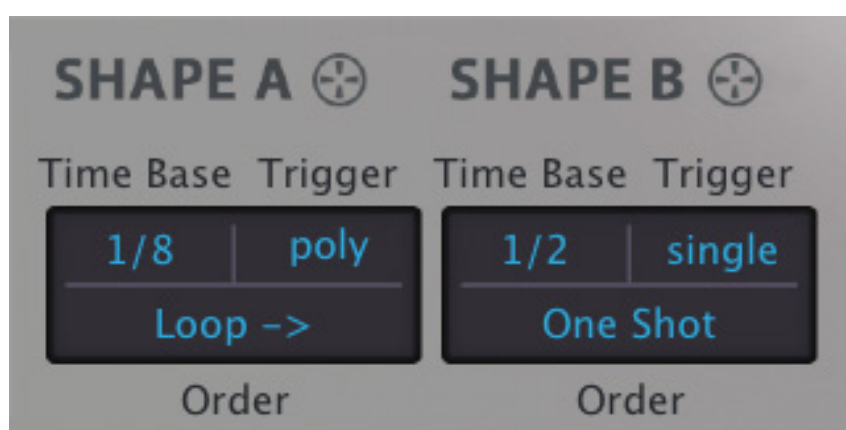 SHAPE A SHAPE B
Time Base Trigger Time Base Trigger
1/8 poly 1/2 single
Loop -> One Shot
Order Order